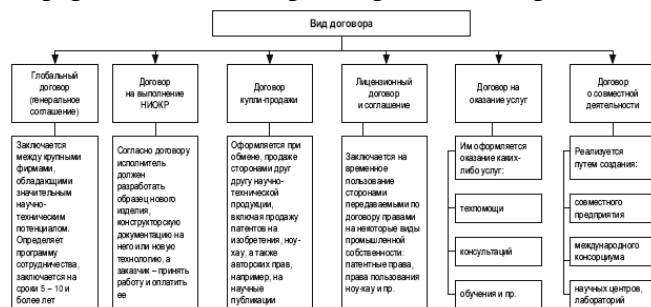 Вид договора
Глобальный
договор
(генеральное
соглашение)
Договор
на выполнение
НИОКР
Договор
купли-продажи
Лицензионный
договор
и соглашение
Договор на
оказание услуг
Договор
о совместной
деятельности
Заключается
между крупными
фирмами,
обладающими
значительным
научно-
техническим
потенциалом.
Определяет
программу
сотрудничества,
заключается на
сроки 5 – 10 и
более лет
Согласно договору
исполнитель
должен
разработать
образец нового
изделия,
конструкторскую
документацию на
него или новую
технологию, а
заказчик – принять
работу и оплатить
ее
Оформляется при
обмене, продаже
сторонами друг
другу научно-
технической
продукции,
включая продажу
патентов на
изобретения, ноу-
хау, а также
авторских прав,
например, на
научные
публикации
Заключается на
временное
пользование
сторонами
передаваемыми по
договору правами
на некоторые виды
промышленной
собственности:
патентные права,
права пользования
ноу-хау и пр.
Им оформляется
оказание каких-
либо услуг:
техпомощи
консультаций
обучения и пр.
Реализуется
путем создания:
совместного
предприятия
международного
консорциума
научных центров,
лабораторий